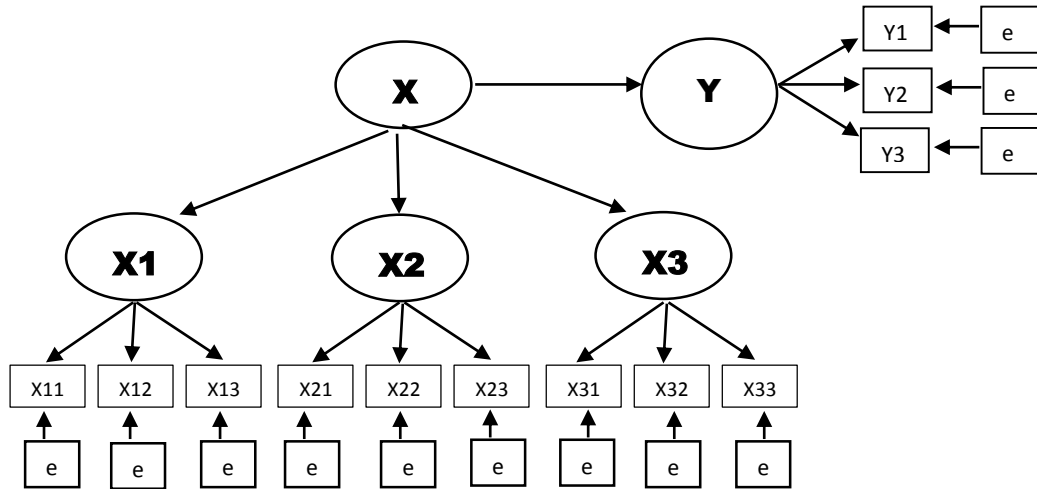 Y1 e
X Y Y2 e
Y3 e
X1 X2 X3
X11 X12 X13 X21 X22 X23 X31 X32 X33
e e e e e e e e e